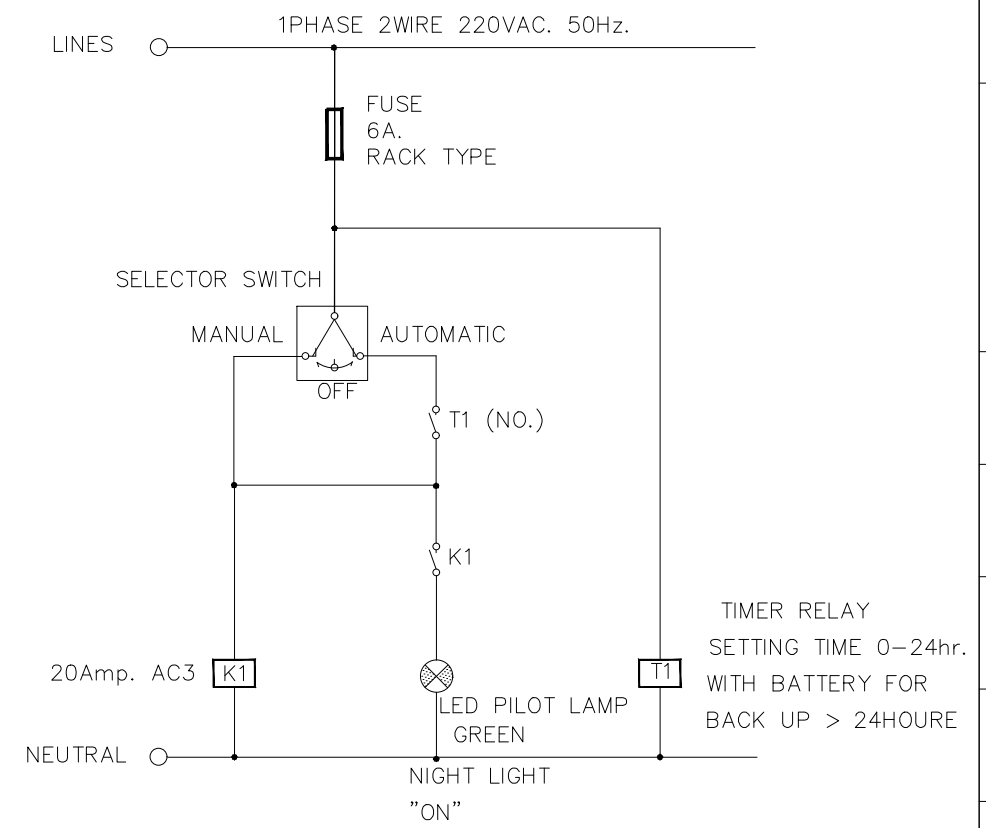 1PHASE 2WIRE 220VAC. 50Hz.
LINES
FUSE
6A.
RACK TYPE
SELECTOR SWITCH
MANUAL
AUTOMATIC
OFF
T1 (NO.)
K1
TIMER RELAY
SETTING TIME 0-24hr.
WITH BATTERY FOR
BACK UP > 24HOURE
20Amp. AC3
K1
T1
LED PILOT LAMP
GREEN
NEUTRAL
NIGHT LIGHT
"ON"